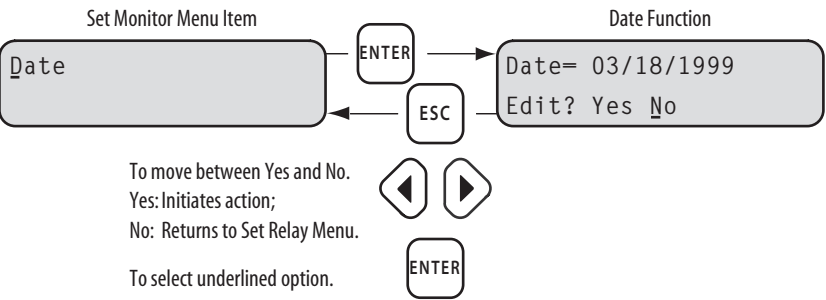 Set Monitor Menu Item
Date Function
Date
ENTER
Date= 03/18/1999
Edit? Yes No
ESC
To move between Yes and No.
Yes: Initiates action;
No: Returns to Set Relay Menu.
To select underlined option.
ENTER